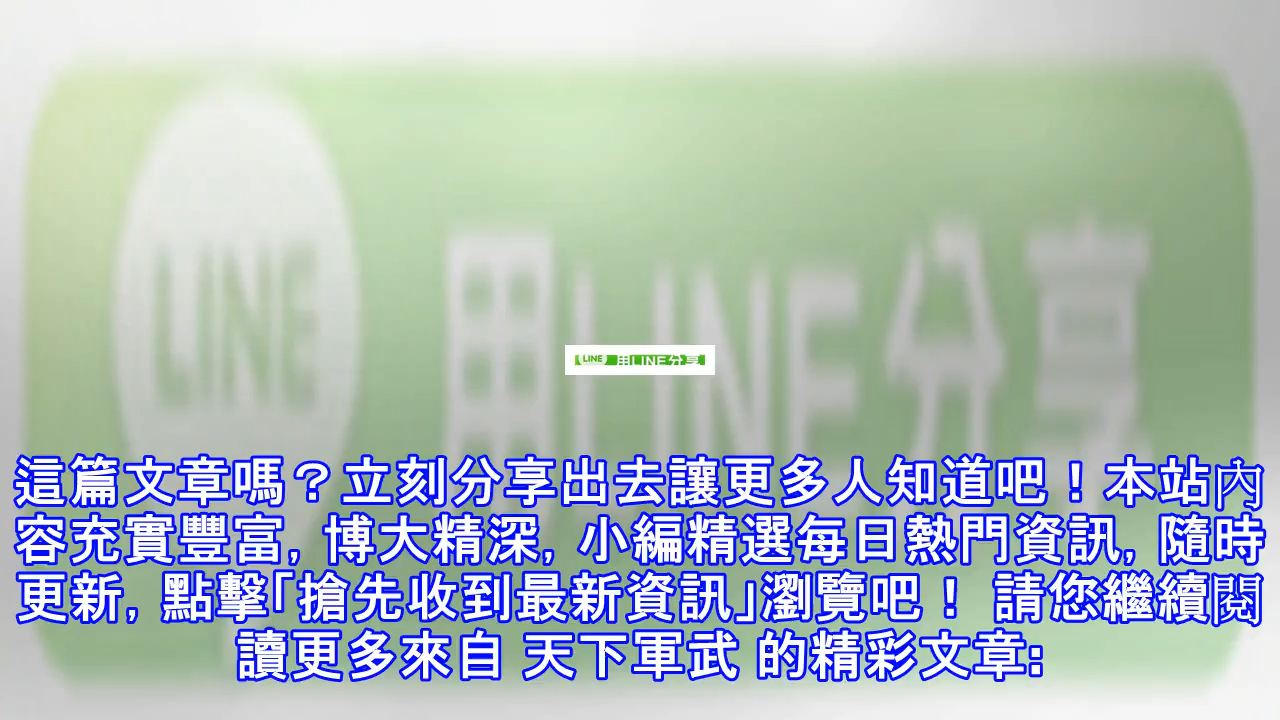 LINE 用LINE分享
LINE 用LINE分享
這篇文章嗎？立刻分享出去讓更多人知道吧！本站內
容充實豐富, 博大精深, 小編精選每日熱門資訊, 隨時
更新, 點擊「搶先收到最新資訊」瀏覽吧！ 請您繼續閱
讀更多來自 天下軍武 的精彩文章: